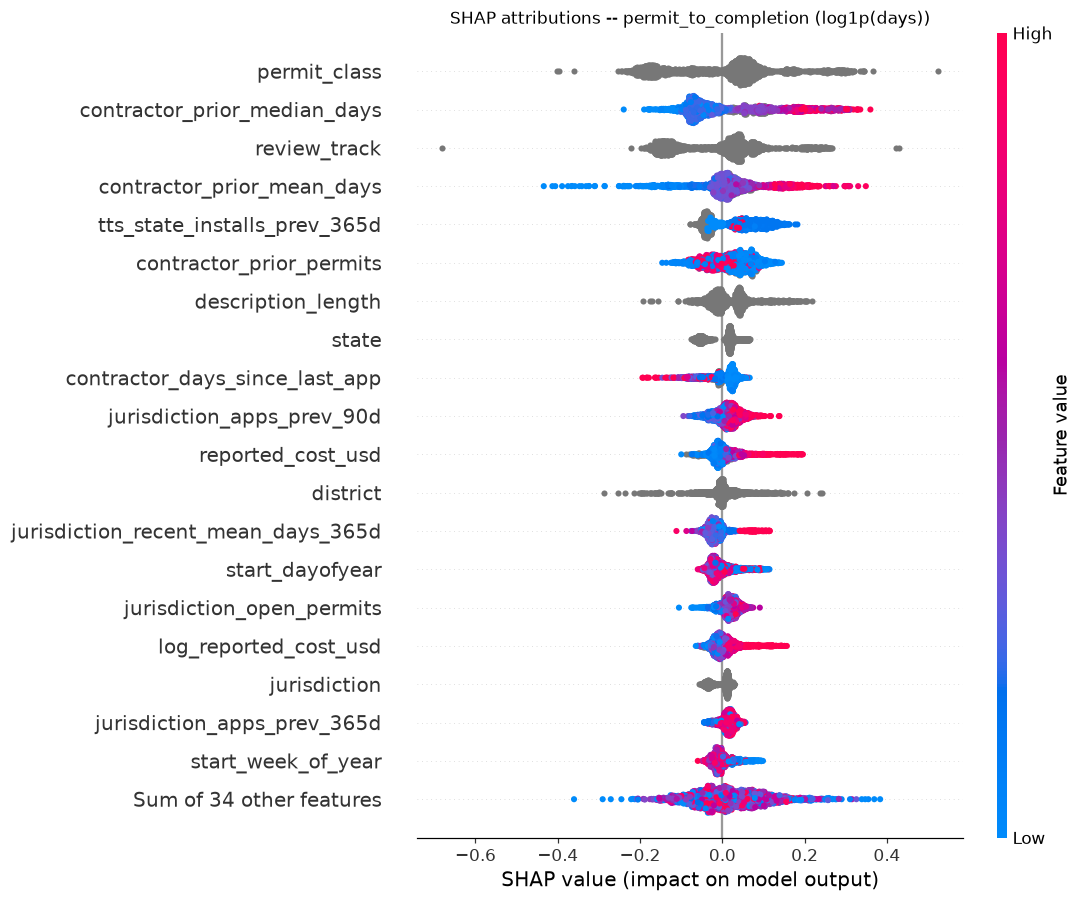 SHAP attributions -- permit_to_completion (log1p(days))
High
permit_class
contractor_prior_median_days
review_track
contractor_prior_mean_days
tts_state_installs_prev_365d
contractor_prior_permits
description_length
state
contractor_days_since_last_app
jurisdiction_apps_prev_90d
reported_cost_usd
district
jurisdiction_recent_mean_days_365d
start_dayofyear
jurisdiction_open_permits
log_reported_cost_usd
jurisdiction
jurisdiction_apps_prev_365d
start_week_of_year
Sum of 34 other features
Feature value
Low
−0.6 −0.4 −0.2 0.0 0.2 0.4
SHAP value (impact on model output)